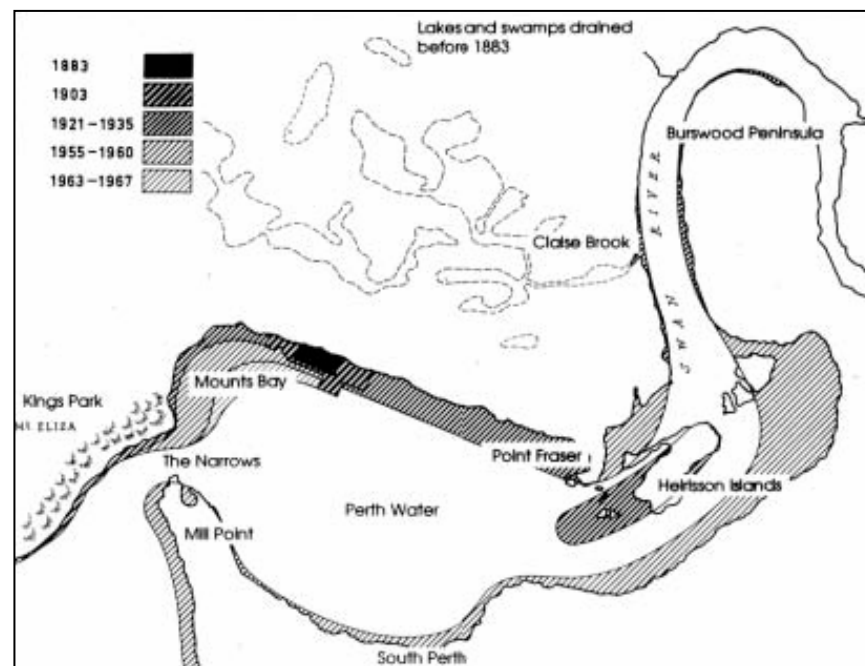 Lakes and swamps drained
before 1883
1883
1903
1921-1935
1955-1960
1963-1967
Burswood Peninsula
RIVER
SWAN
Claise Brook
Mounts Bay
Kings Park
Mt ELIZA
The Narrows
Point Fraser
Heirisson Islands
Perth Water
Mill Point
South Perth